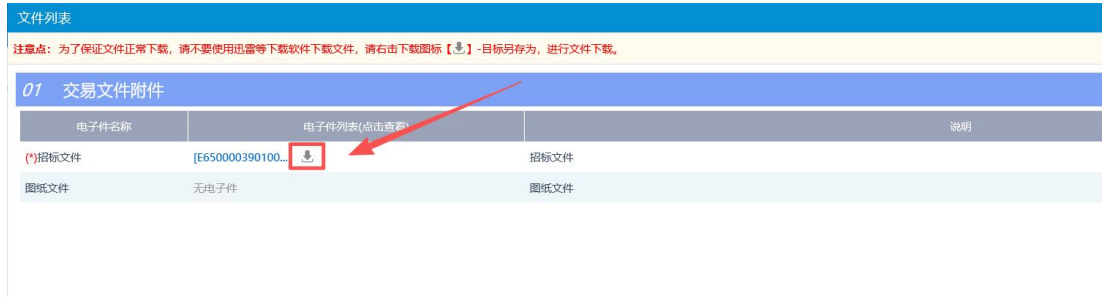 文件列表
注意点：为了保证文件正常下载，请不要使用迅雷等下载软件下载文件，请右击下载图标【】-目标另存为，进行文件下载。
01 交易文件附件
电子件名称 电子件列表(点击查看) 说明
(*)招标文件 [E650000390100... 招标文件
图纸文件 无电子件 图纸文件